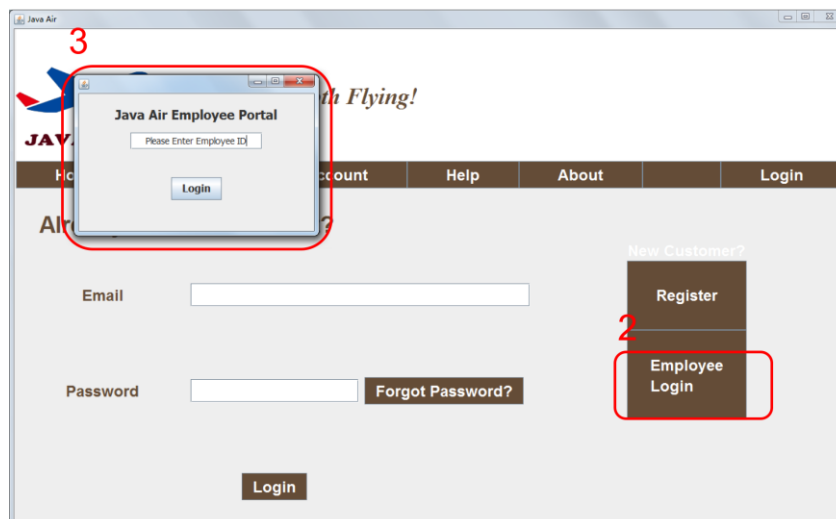 Java Air
3
Java Air Employee Portal
Please Enter Employee ID
Login
th Flying!
JAVA
Ho
ccount
Help
About
Login
Alr
?
New Customer?
Email
Register
2
Employee
Login
Password
Forgot Password?
Login